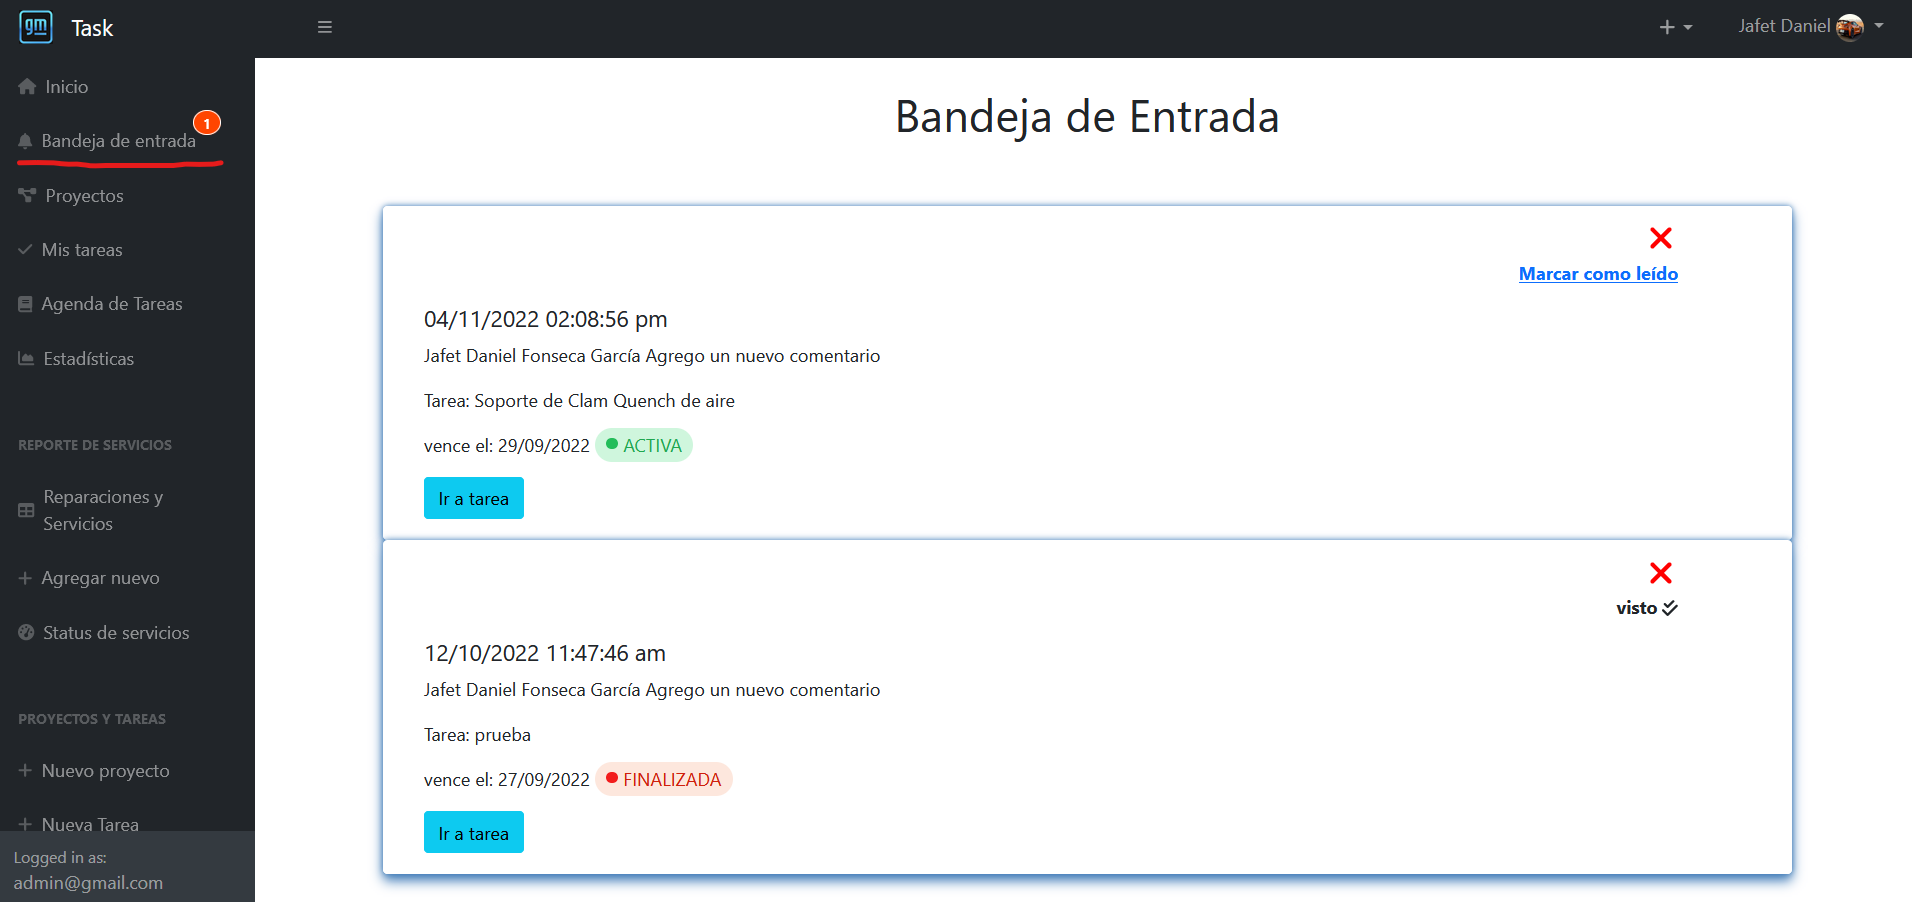 gm Task
Jafet Daniel
Inicio
1
Bandeja de entrada
Proyectos
Mis tareas
Agenda de Tareas
Estadísticas
REPORTE DE SERVICIOS
Reparaciones y
Servicios
Agregar nuevo
Status de servicios
PROYECTOS Y TAREAS
Nuevo proyecto
Nueva Tarea
Logged in as:
admin@gmail.com
Bandeja de Entrada
Marcar como leído
04/11/2022 02:08:56 pm
Jafet Daniel Fonseca García Agrego un nuevo comentario
Tarea: Soporte de Clam Quench de aire
vence el: 29/09/2022 ACTIVA
Ir a tarea
visto
12/10/2022 11:47:46 am
Jafet Daniel Fonseca García Agrego un nuevo comentario
Tarea: prueba
vence el: 27/09/2022 FINALIZADA
Ir a tarea